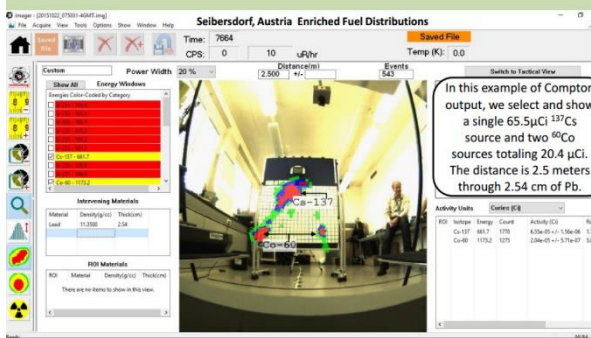 imager - [20151022_075031-4GMT.img]
File Acquire View Tools Options Show Window Help
Seibersdorf, Austria Enriched Fuel Distributions
Saved File
Time: 7664
CPS: 0 10 uR/hr
Saved File
Temp (K): 0.0
Custom
Power Width 20 %
Distance(m)
2.500 +/-
Events
543
Switch to Tactical View
Show All Energy Windows
Energies Color-Coded by Category
Cs-137 - 661.7
Co-60 - 1173.2
Intervening Materials
Material Density(g/cc) Thick(cm)
Lead 11.3500 2.54
ROI Materials
ROI Material Density(g/cc) Thick(cm)
There are no items to show in this view.
Cs-137
Co-60
In this example of Compton
output, we select and show
a single 65.5μCi 137Cs
source and two 60Co
sources totaling 20.4 μCi.
The distance is 2.5 meters
through 2.54 cm of Pb.
Activity Units Curies (Ci)
ROI Isotope Energy Count Activity (Ci)
Cs-137 661.7 1770
Co-60 1173.2 1275
Ready